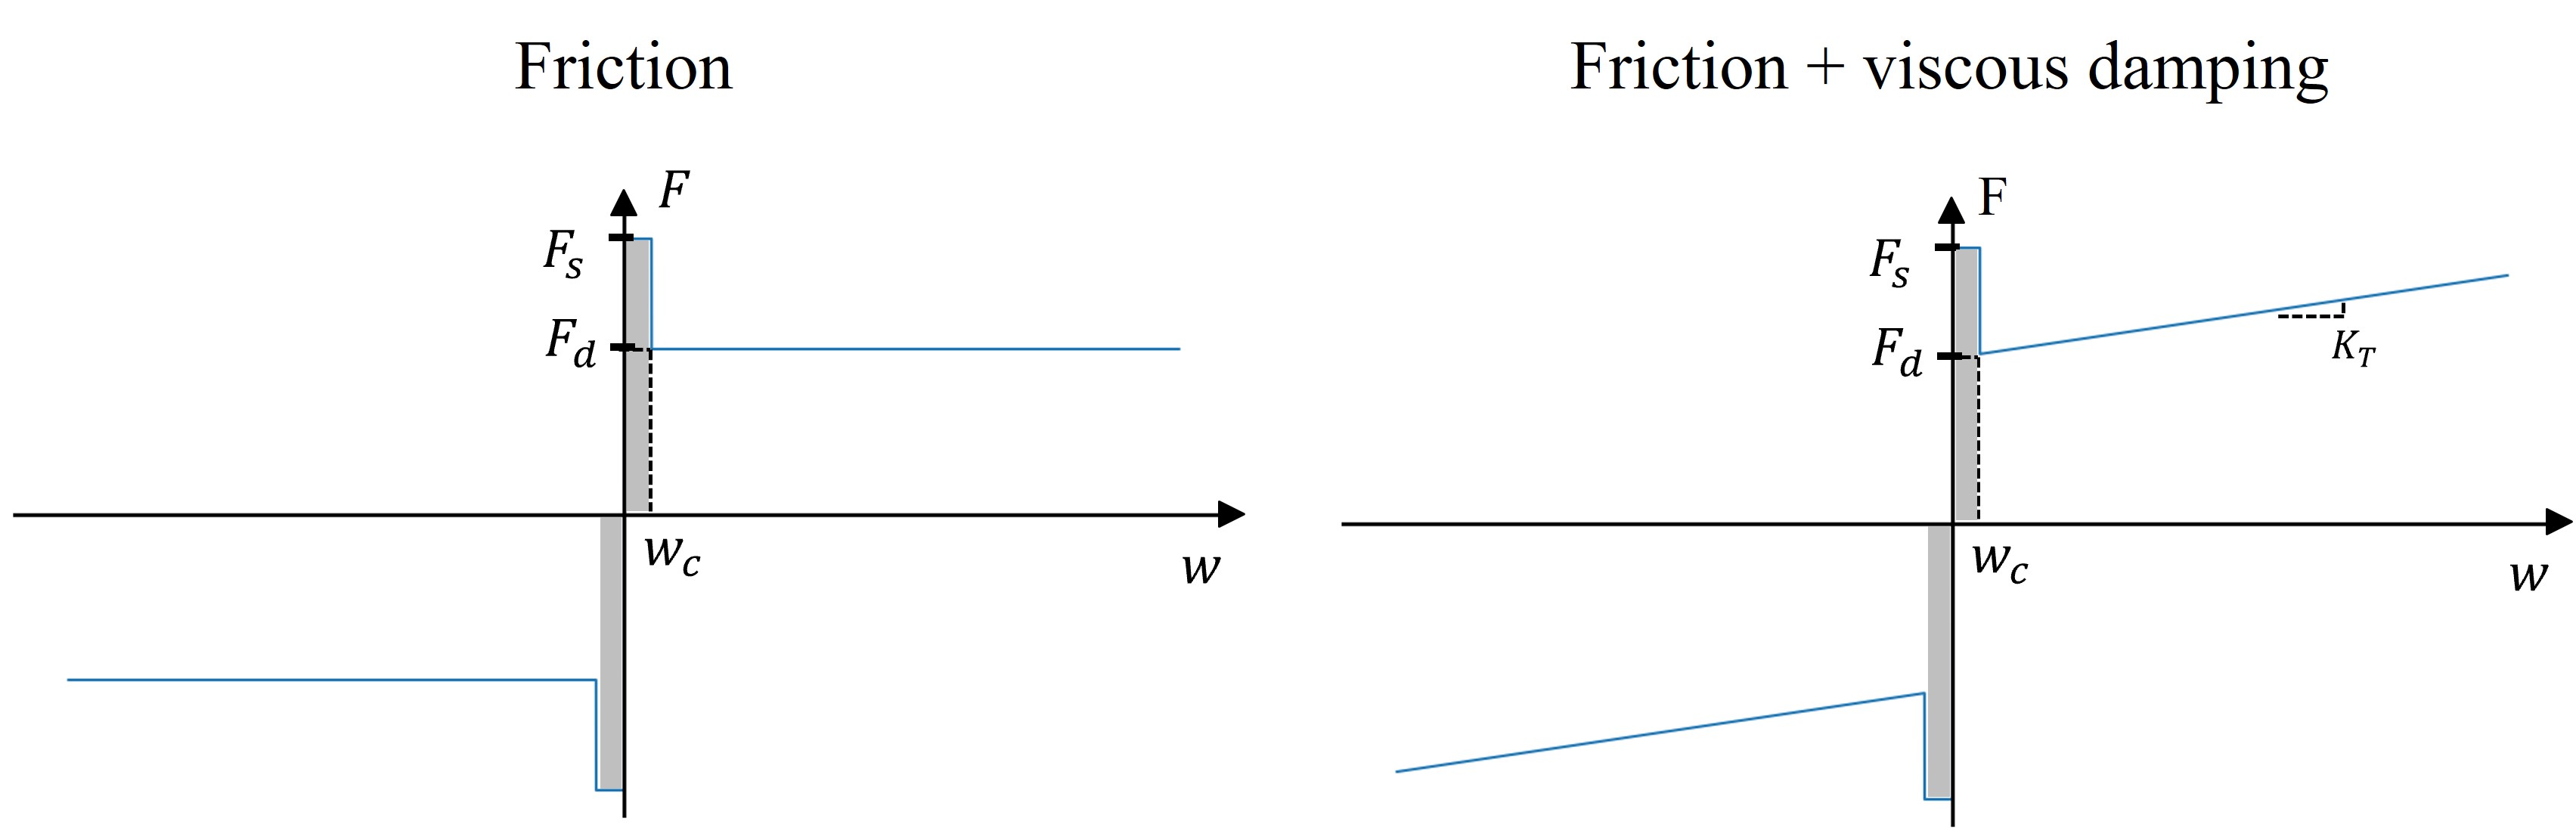 Friction
F
F_s
F_d
w_c
w
Friction + viscous damping
F
F_s
F_d
K_T
w_c
w